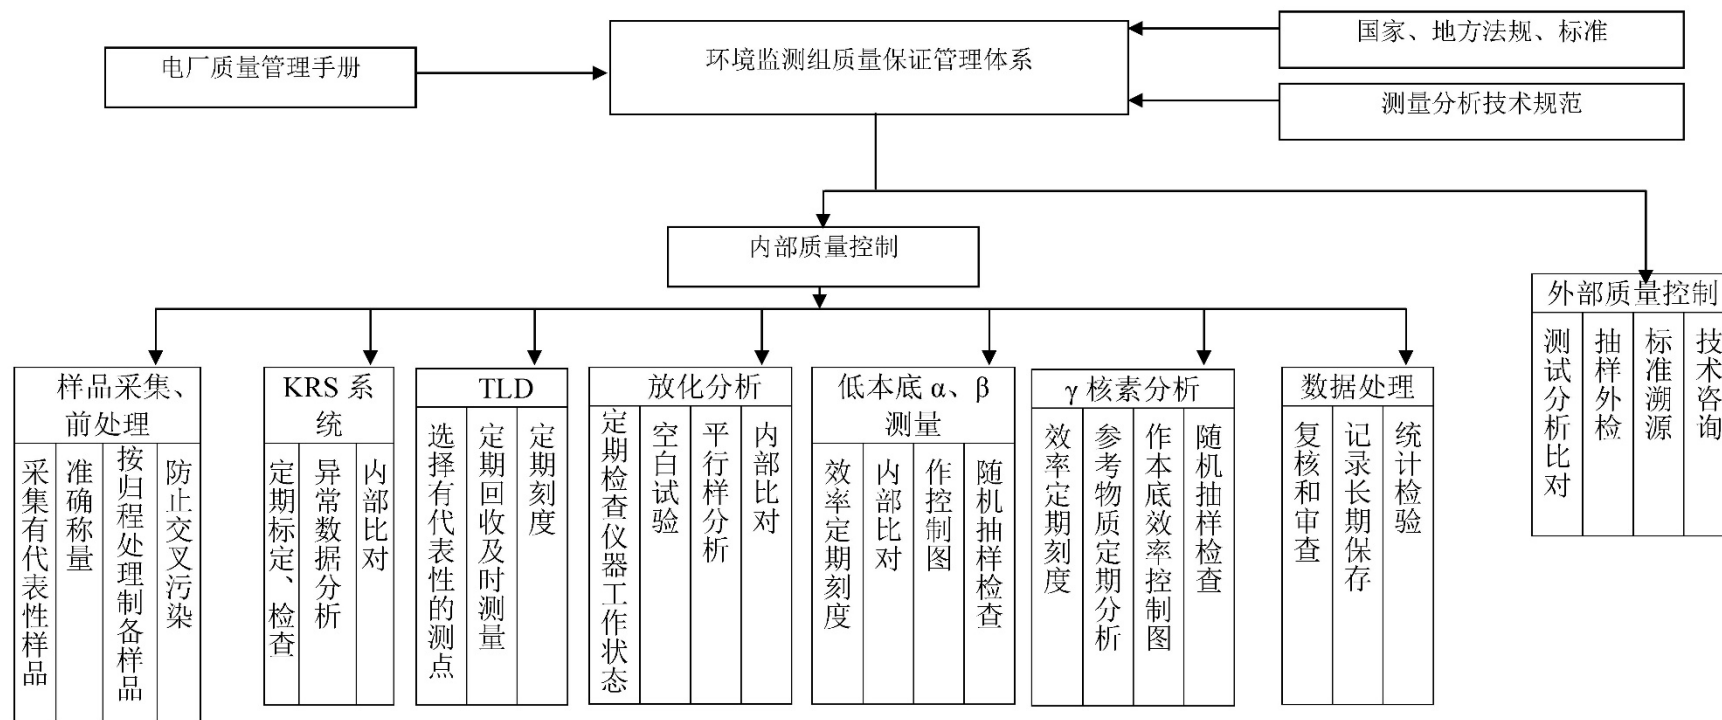 国家、地方法规、标准
环境监测组质量保证管理体系
电厂质量管理手册
测量分析技术规范
内部质量控制
外部质量控制
测试分析比对
抽样外检
标准溯源
技术咨询
样品采集、
前处理
采集有代表性样品
准确称量
按归程处理制备样品
防止交叉污染
KRS 系
统
定期标定、检查
异常数据分析
内部比对
TLD
选择有代表性的测点
定期回收及时测量
定期刻度
放化分析
定期检查仪器工作状态
空白试验
平行样分析
内部比对
低本底 α、β
测量
效率定期刻度
内部比对
作控制图
随机抽样检查
γ 核素分析
效率定期刻度
参考物质定期分析
作本底效率控制图
随机抽样检查
数据处理
复核和审查
记录长期保存
统计检验